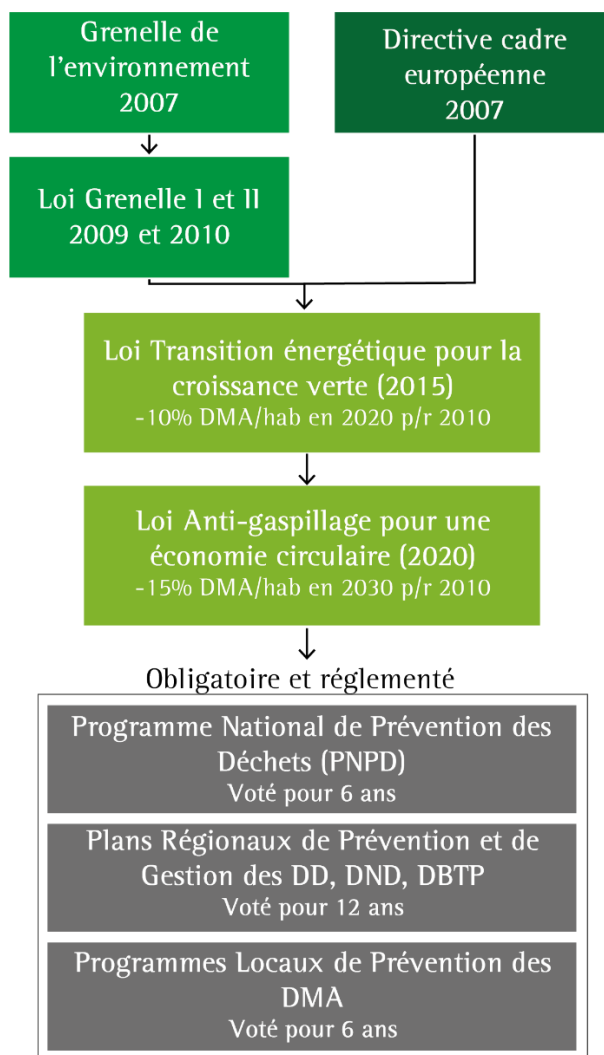 Grenelle de
l'environnement
2007
Directive cadre
européenne
2007
Loi Grenelle I et II
2009 et 2010
Loi Transition énergétique pour la
croissance verte (2015)
-10% DMA/hab en 2020 p/r 2010
Loi Anti-gaspillage pour une
économie circulaire (2020)
-15% DMA/hab en 2030 p/r 2010
Obligatoire et réglementé
Programme National de Prévention des
Déchets (PNPD)
Voté pour 6 ans
Plans Régionaux de Prévention et de
Gestion des DD, DND, DBTP
Voté pour 12 ans
Programmes Locaux de Prévention des
DMA
Voté pour 6 ans